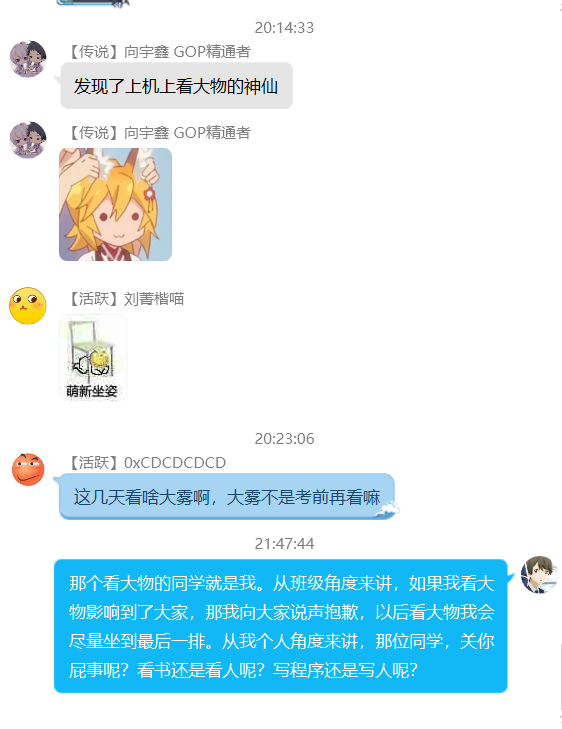 20:14:33
【传说】向宇鑫 GOP精通者
发现了上机上看大物的神仙
【传说】向宇鑫 GOP精通者
【活跃】刘菁楷喵
萌新坐姿
20:23:06
【活跃】0xCDCDCDCD
这几天看啥大雾啊，大雾不是考前再看嘛
21:47:44
那个看大物的同学就是我。从班级角度来讲，如果我看大
物影响到了大家，那我向大家说声抱歉，以后看大物我会
尽量坐到最后一排。从我个人角度来讲，那位同学，关你
屁事呢？看书还是看人呢？写程序还是写人呢？